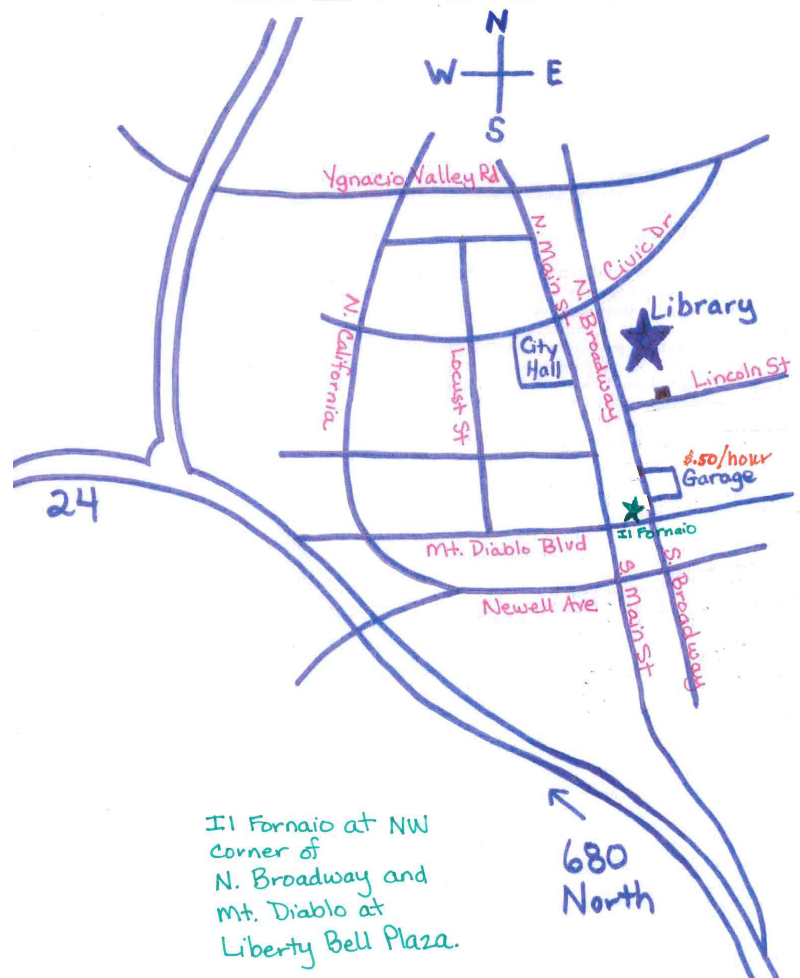 N
W E
S
Ygnacio Valley Rd
N. Main St
N. Broadway
Civic Dr
Library
N. California
Locust St
City
Hall
Lincoln St
$.50/hour
Garage
24
Il Fornaio
Mt. Diablo Blvd
Newell Ave
S. Main St
S. Broadway
Il Fornaio at NW
corner of
N. Broadway and
Mt. Diablo at
Liberty Bell Plaza.
680
North